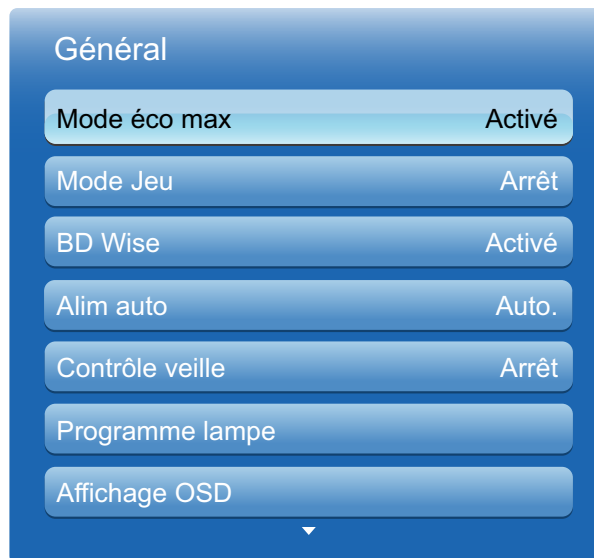 Général
Mode éco max Activé
Mode Jeu Arrêt
BD Wise Activé
Alim auto Auto.
Contrôle veille Arrêt
Programme lampe
Affichage OSD